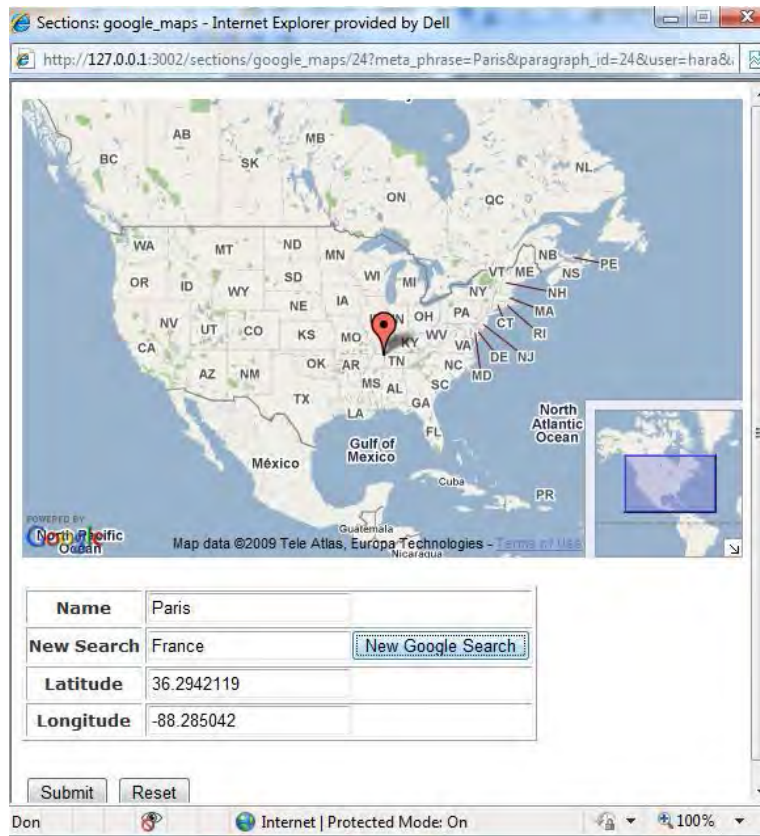 Sections: google_maps - Internet Explorer provided by Dell
http://127.0.0.1:3002/sections/google_maps/24?meta_phrase=Paris&paragraph_id=24&user=hara&
AB
MB
BC
SK
NL
ON
QC
WA
MT
ND
MN
NB
PE
VT
ME
NS
OR
ID
SD
WI
MI
NY
NH
WY
IA
MA
NE
OH
PA
CT
RI
NV
UT
CO
KS
MO
KY
WV
VA
DE
NJ
CA
OK
AR
TN
NC
MD
AZ
NM
MS
AL
SC
TX
GA
LA
FL
North
Atlantic
Ocean
Gulf of
Mexico
México
Cuba
PR
POWERED BY
Google
North Pacific
Ocean
Guatemala
Map data ©2009 Tele Atlas, Europa Technologies - Terms of Use
Nicaragua
Name Paris
New Search France New Google Search
Latitude 36.2942119
Longitude -88.285042
Submit Reset
Don Internet | Protected Mode: On 100%